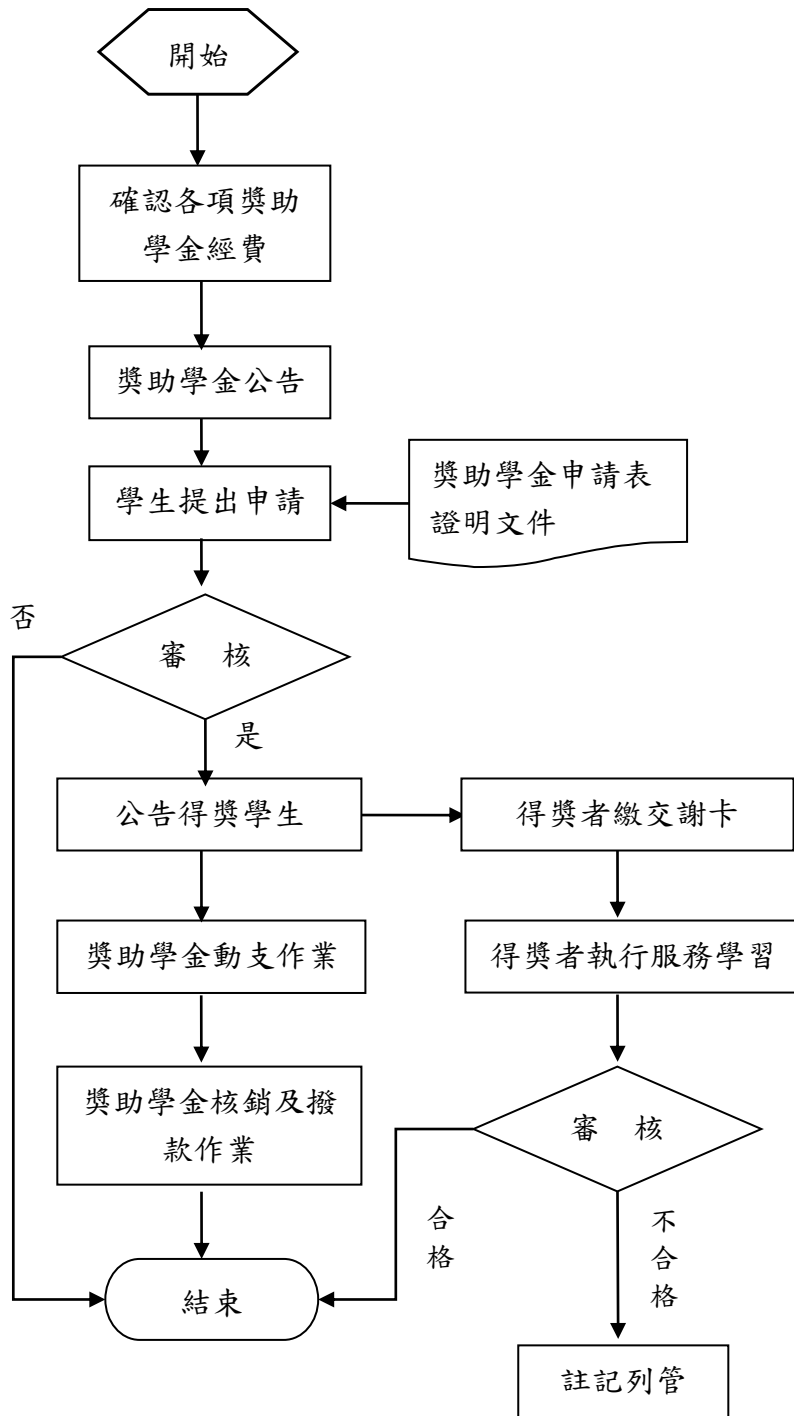 開始
確認各項獎助
學金經費
獎助學金公告
學生提出申請
獎助學金申請表
證明文件
否
審 核
是
公告得獎學生
得獎者繳交謝卡
獎助學金動支作業
得獎者執行服務學習
獎助學金核銷及撥
款作業
審 核
合
格
不
合
格
結束
註記列管